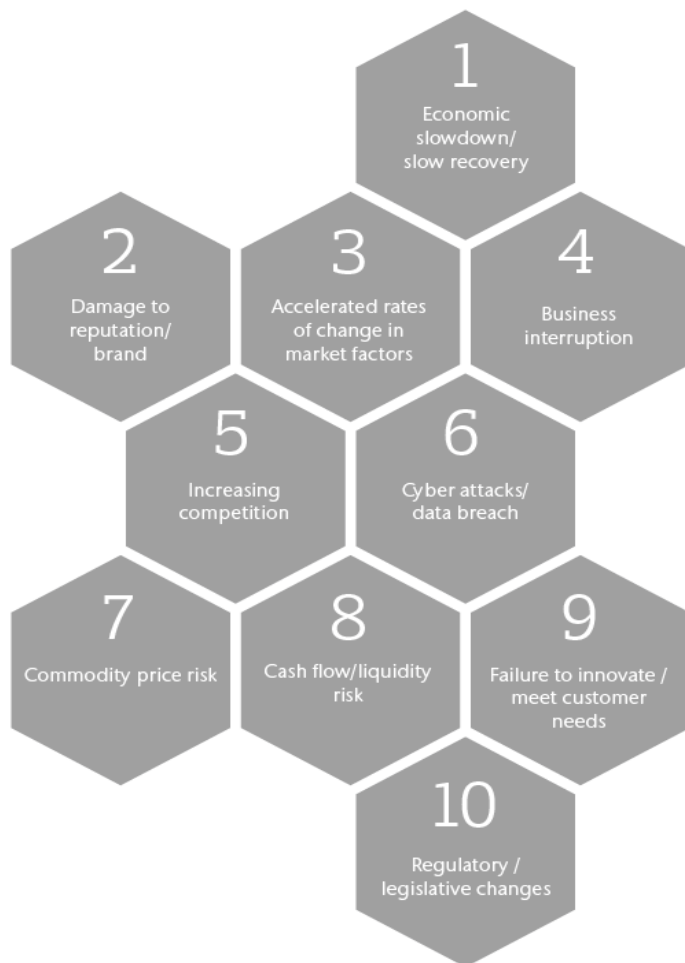 1
Economic
slowdown/
slow recovery
2
Damage to
reputation/
brand
3
Accelerated rates
of change in
market factors
4
Business
interruption
5
Increasing
competition
6
Cyber attacks/
data breach
7
Commodity price risk
8
Cash flow/liquidity
risk
9
Failure to innovate /
meet customer
needs
10
Regulatory /
legislative changes